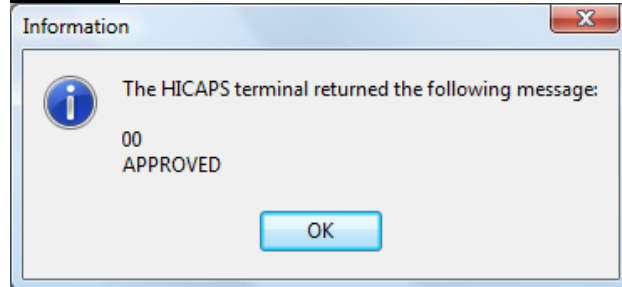 Information
The HICAPS terminal returned the following message:
00
APPROVED
OK